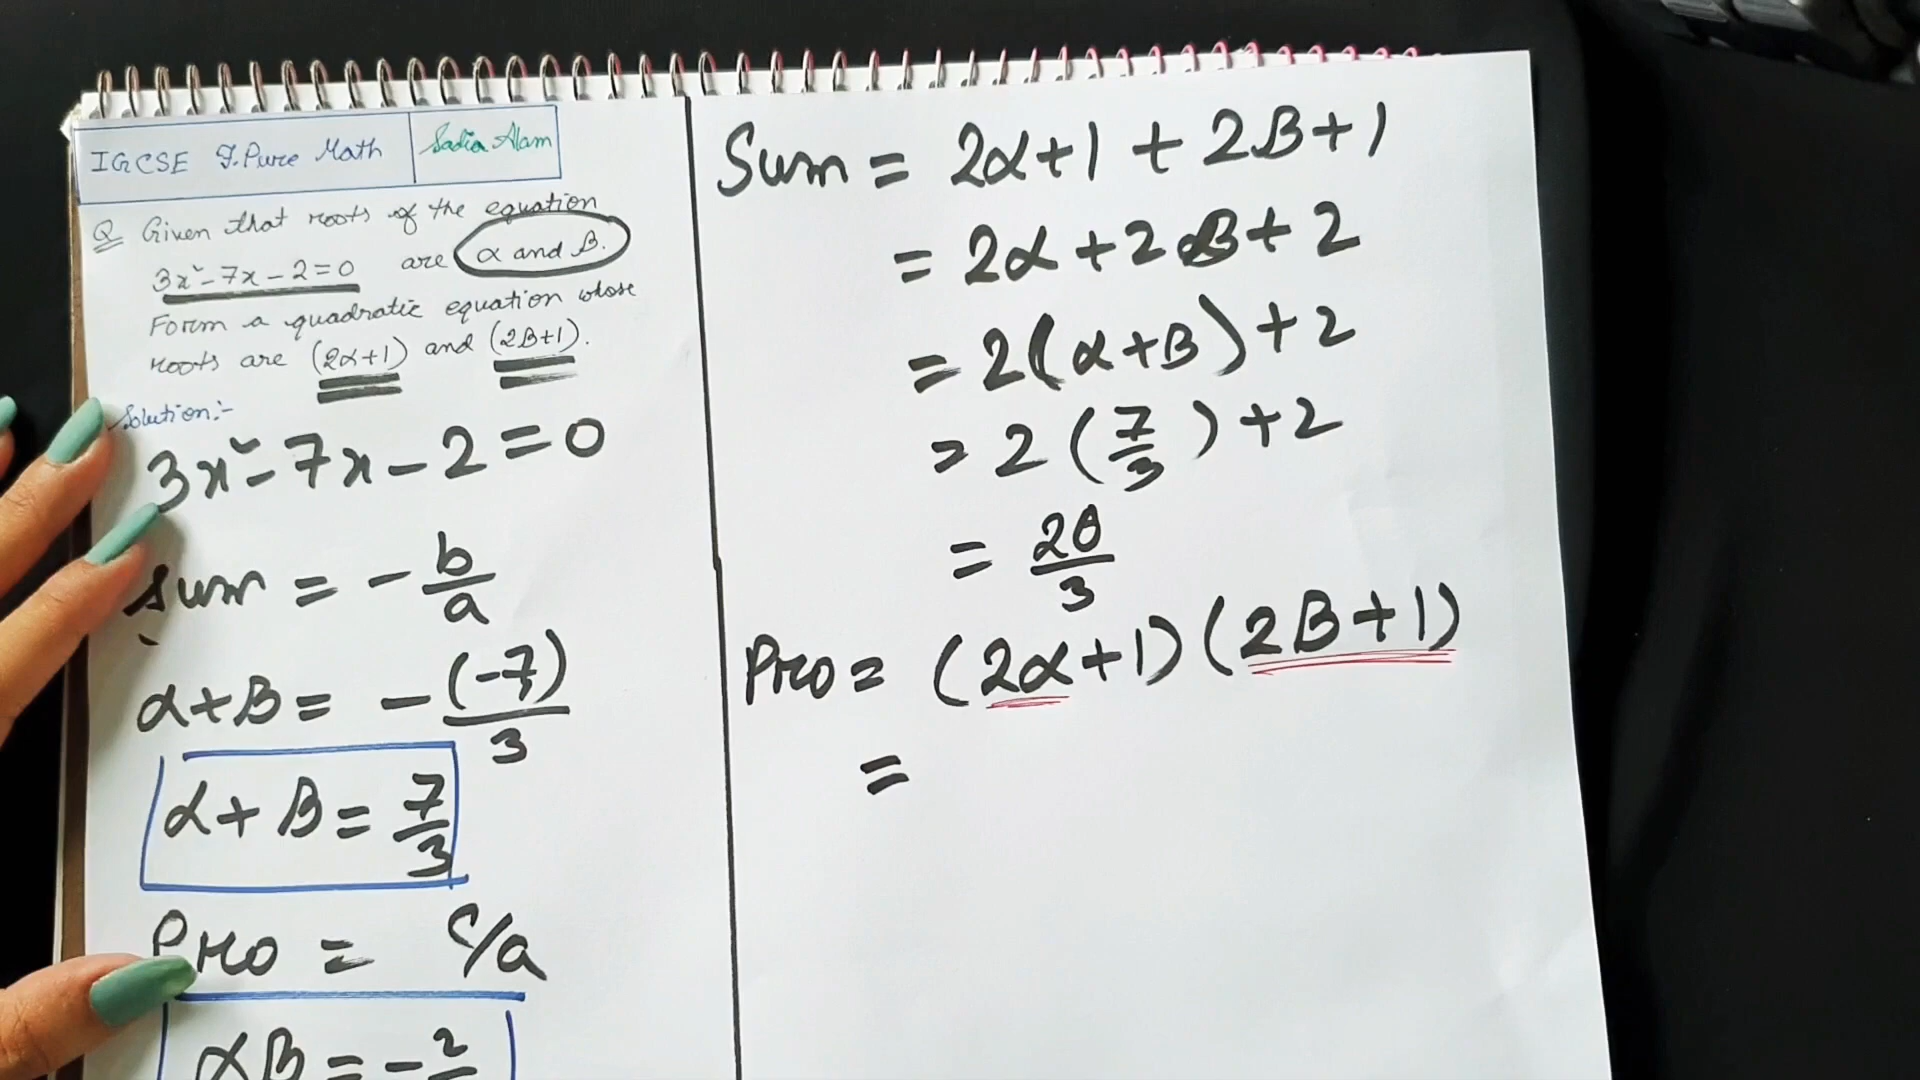 IGCSE F. Pure Math
Sadia Alam
Q Given that roots of the equation
3x²-7x-2=0 are α and β.
Form a quadratic equation whose
roots are (2α+1) and (2β+1).
Solution:-
3x²-7x-2=0
Sum = -b/a
α+β = -(-7)/3
α+β = 7/3
Pro = c/a
αβ = -2
Sum = 2α+1 + 2β+1
= 2α+2β+2
= 2(α+β)+2
= 2(7/3)+2
= 20/3
Pro = (2α+1)(2β+1)
=